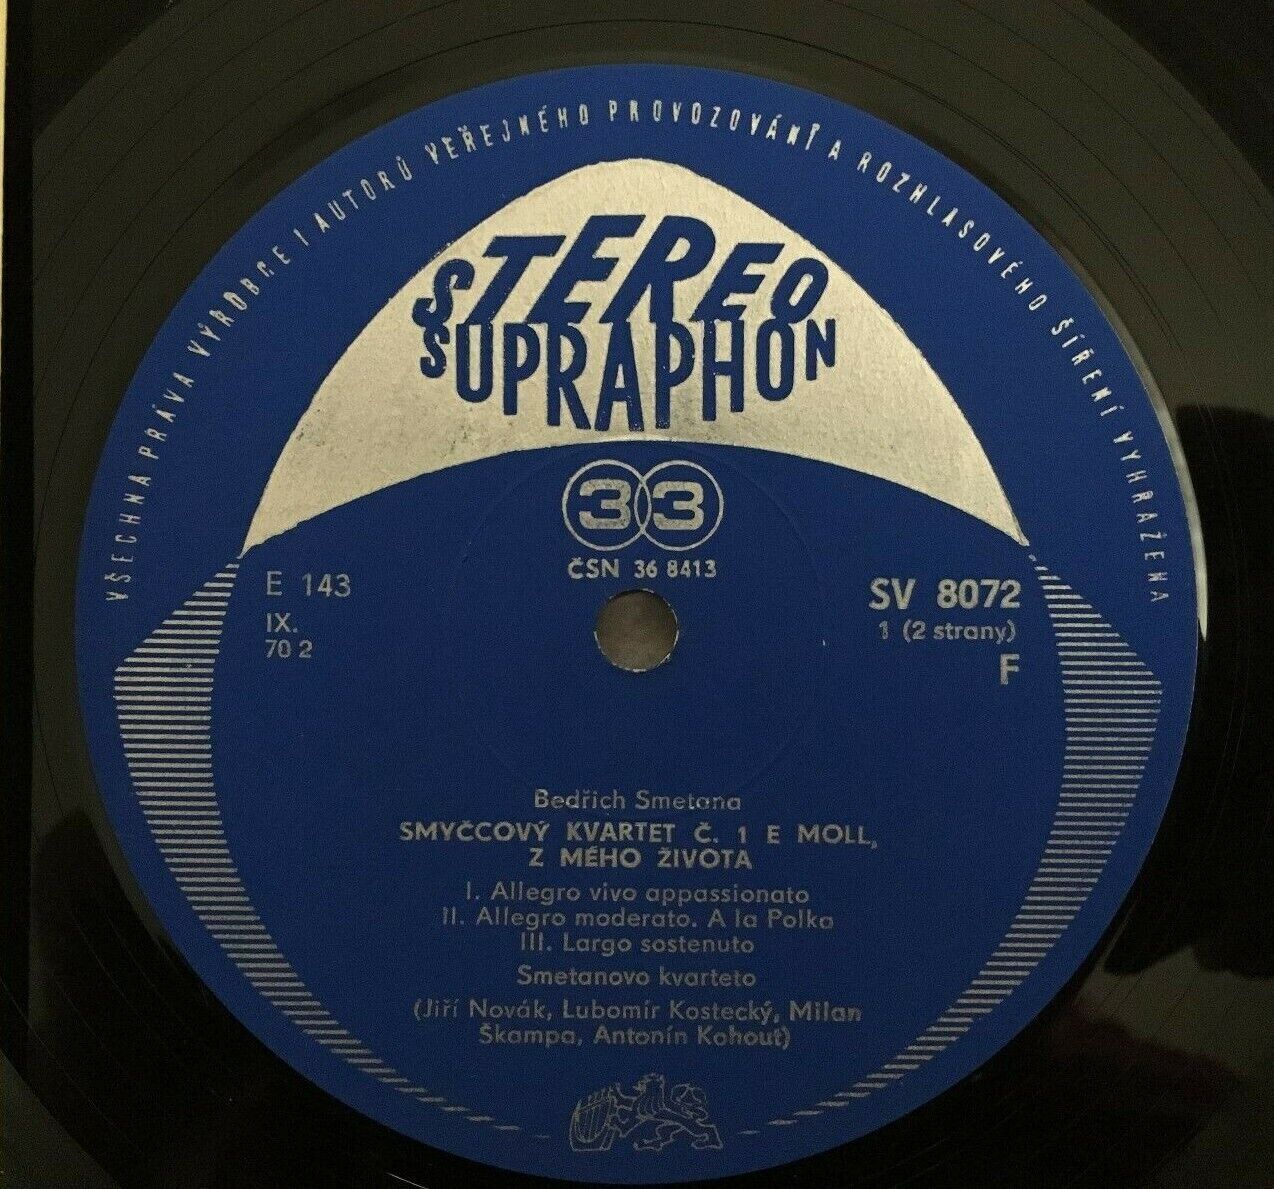 VŠECHNA PRÁVA VÝROBCE I AUTORŮ VEŘEJNÉHO PROVOZOVÁNÍ A ROZHLASOVÉHO ŠÍŘENÍ VYHRAŽENA
STEREO
SUPRAPHON
33
ČSN 36 8413
E 143
IX.
70 2
SV 8072
1 (2 strany)
F
Bedřich Smetana
SMYČCOVÝ KVARTET Č. 1 E MOLL,
Z MÉHO ŽIVOTA
I. Allegro vivo appassionato
II. Allegro moderato. A la Polka
III. Largo sostenuto
Smetanovo kvarteto
(Jiří Novák, Lubomír Kostecký, Milan
Škampa, Antonín Kohout)